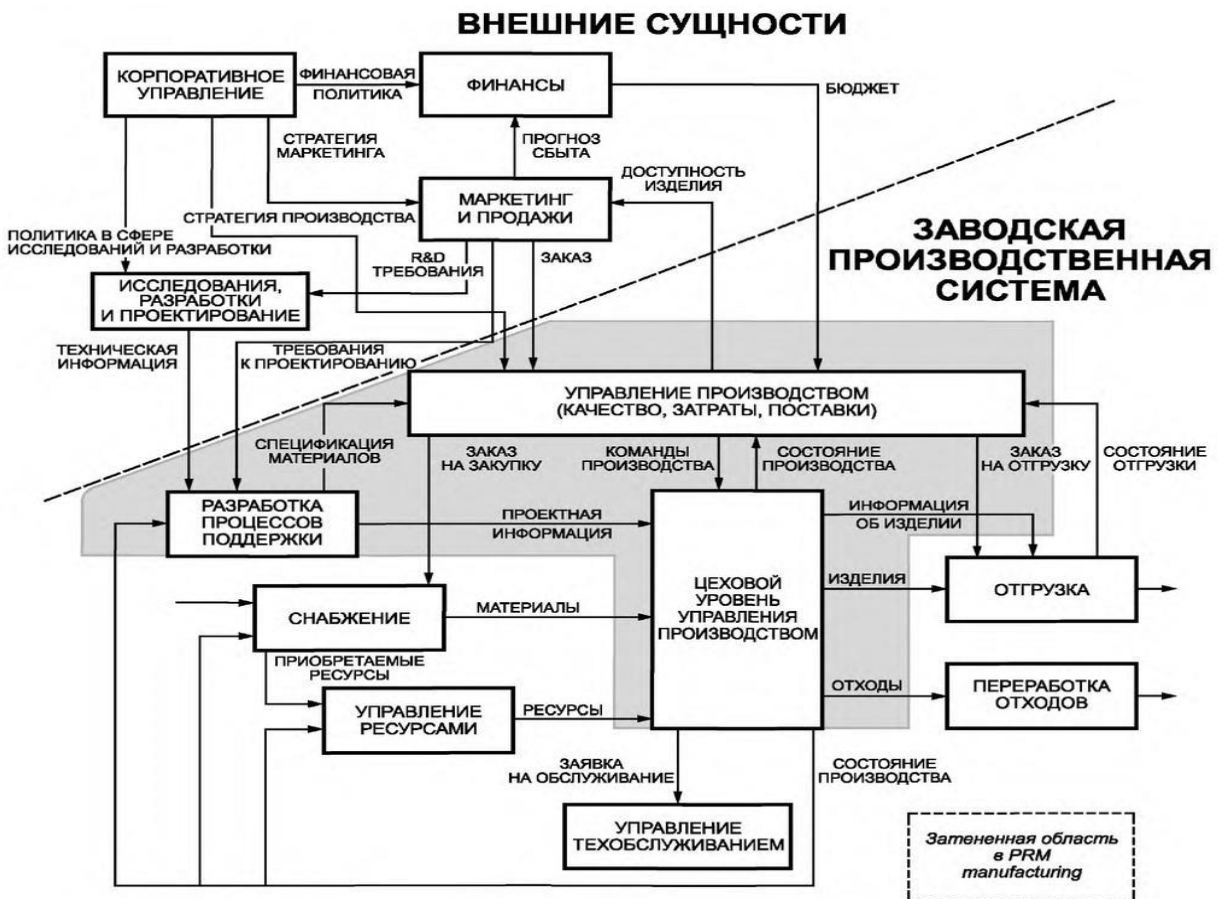 ВНЕШНИЕ СУЩНОСТИ
КОРПОРАТИВНОЕ
УПРАВЛЕНИЕ
ФИНАНСОВАЯ
ПОЛИТИКА
ФИНАНСЫ
БЮДЖЕТ
СТРАТЕГИЯ
МАРКЕТИНГА
ПРОГНОЗ
СБЫТА
ДОСТУПНОСТЬ
ИЗДЕЛИЯ
МАРКЕТИНГ
И ПРОДАЖИ
СТРАТЕГИЯ ПРОИЗВОДСТВА
ПОЛИТИКА В СФЕРЕ
ИССЛЕДОВАНИЙ И РАЗРАБОТКИ
R&D
ТРЕБОВАНИЯ
ЗАКАЗ
ЗАВОДСКАЯ
ПРОИЗВОДСТВЕННАЯ
СИСТЕМА
ИССЛЕДОВАНИЯ,
РАЗРАБОТКИ
И ПРОЕКТИРОВАНИЕ
ТЕХНИЧЕСКАЯ
ИНФОРМАЦИЯ
ТРЕБОВАНИЯ
К ПРОЕКТИРОВАНИЮ
УПРАВЛЕНИЕ ПРОИЗВОДСТВОМ
(КАЧЕСТВО, ЗАТРАТЫ, ПОСТАВКИ)
СПЕЦИФИКАЦИЯ
МАТЕРИАЛОВ
ЗАКАЗ
НА ЗАКУПКУ
КОМАНДЫ
ПРОИЗВОДСТВА
СОСТОЯНИЕ
ПРОИЗВОДСТВА
ЗАКАЗ
НА ОТГРУЗКУ
СОСТОЯНИЕ
ОТГРУЗКИ
РАЗРАБОТКА
ПРОЦЕССОВ
ПОДДЕРЖКИ
ПРОЕКТНАЯ
ИНФОРМАЦИЯ
ИНФОРМАЦИЯ
ОБ ИЗДЕЛИИ
ЦЕХОВОЙ
УРОВЕНЬ
УПРАВЛЕНИЯ
ПРОИЗВОДСТВОМ
ИЗДЕЛИЯ
ОТГРУЗКА
СНАБЖЕНИЕ
МАТЕРИАЛЫ
ПРИОБРЕТАЕМЫЕ
РЕСУРСЫ
УПРАВЛЕНИЕ
РЕСУРСАМИ
РЕСУРСЫ
ОТХОДЫ
ПЕРЕРАБОТКА
ОТХОДОВ
ЗАЯВКА
НА ОБСЛУЖИВАНИЕ
СОСТОЯНИЕ
ПРОИЗВОДСТВА
УПРАВЛЕНИЕ
ТЕХОБСЛУЖИВАНИЕМ
Затененная область
в PRM
manufacturing